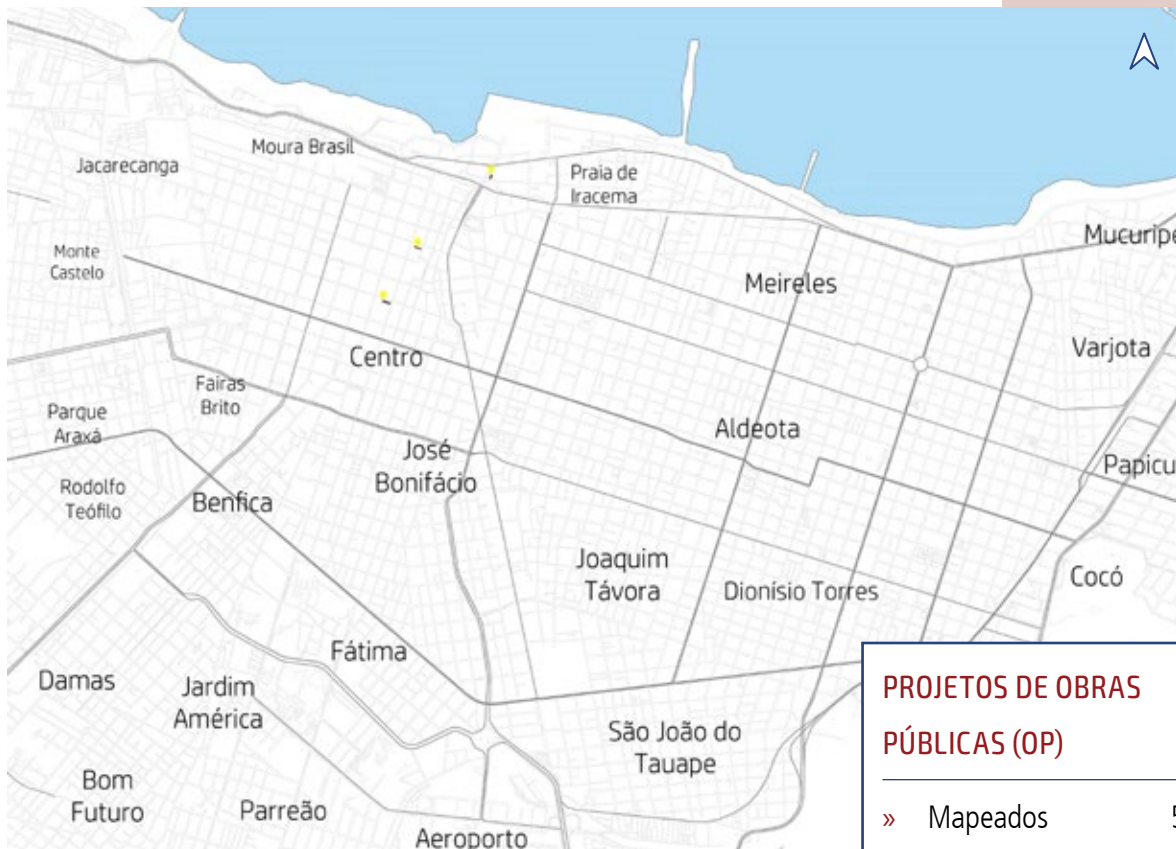 Moura Brasil
Jacarecanga
Praia de
Iracema
Mucuripe
Monte
Castelo
Meireles
Varjota
Centro
Fairas
Brito
Parque
Araxá
Aldeota
José
Bonifácio
Papicu
Rodolfo
Teófilo
Benfica
Joaquim
Távora
Dionísio Torres
Cocó
Fátima
Damas
Jardim
América
São João do
Tauape
Bom
Futuro
Parreão
Aeroporto
PROJETOS DE OBRAS
PÚBLICAS (OP)
» Mapeados 5